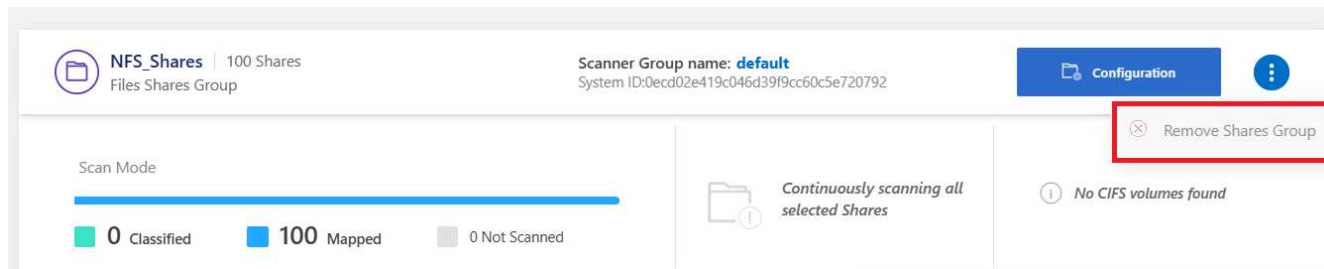 NFS_Shares | 100 Shares
Files Shares Group
Scanner Group name: default
System ID:0ecd02e419c046d39f9cc60c5e720792
Configuration
Remove Shares Group
Scan Mode
0 Classified
100 Mapped
0 Not Scanned
Continuously scanning all
selected Shares
No CIFS volumes found